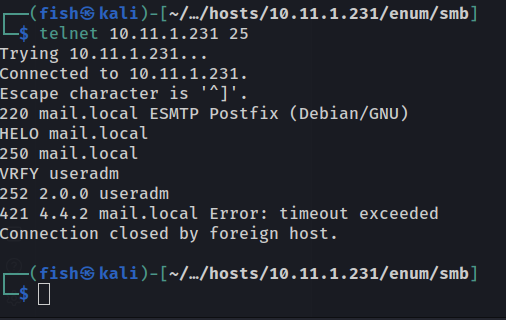 ┌──(fish㉿kali)-[~/…/hosts/10.11.1.231/enum/smb]
└─$ telnet 10.11.1.231 25
Trying 10.11.1.231...
Connected to 10.11.1.231.
Escape character is '^]'.
220 mail.local ESMTP Postfix (Debian/GNU)
HELO mail.local
250 mail.local
VRFY useradm
252 2.0.0 useradm
421 4.4.2 mail.local Error: timeout exceeded
Connection closed by foreign host.
┌──(fish㉿kali)-[~/…/hosts/10.11.1.231/enum/smb]
└─$